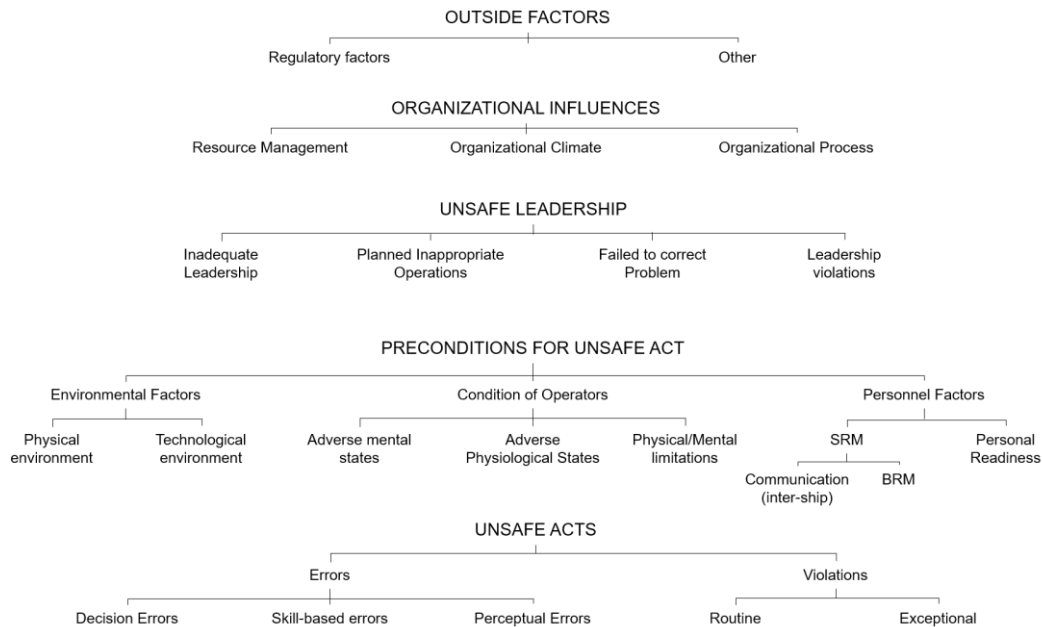 OUTSIDE FACTORS
Regulatory factors
Other
ORGANIZATIONAL INFLUENCES
Resource Management
Organizational Climate
Organizational Process
UNSAFE LEADERSHIP
Inadequate
Leadership
Planned Inappropriate
Operations
Failed to correct
Problem
Leadership
violations
PRECONDITIONS FOR UNSAFE ACT
Environmental Factors
Condition of Operators
Personnel Factors
Physical
environment
Technological
environment
Adverse mental
states
Adverse
Physiological States
Physical/Mental
limitations
SRM
Personal
Readiness
Communication
(inter-ship)
BRM
UNSAFE ACTS
Errors
Violations
Decision Errors
Skill-based errors
Perceptual Errors
Routine
Exceptional